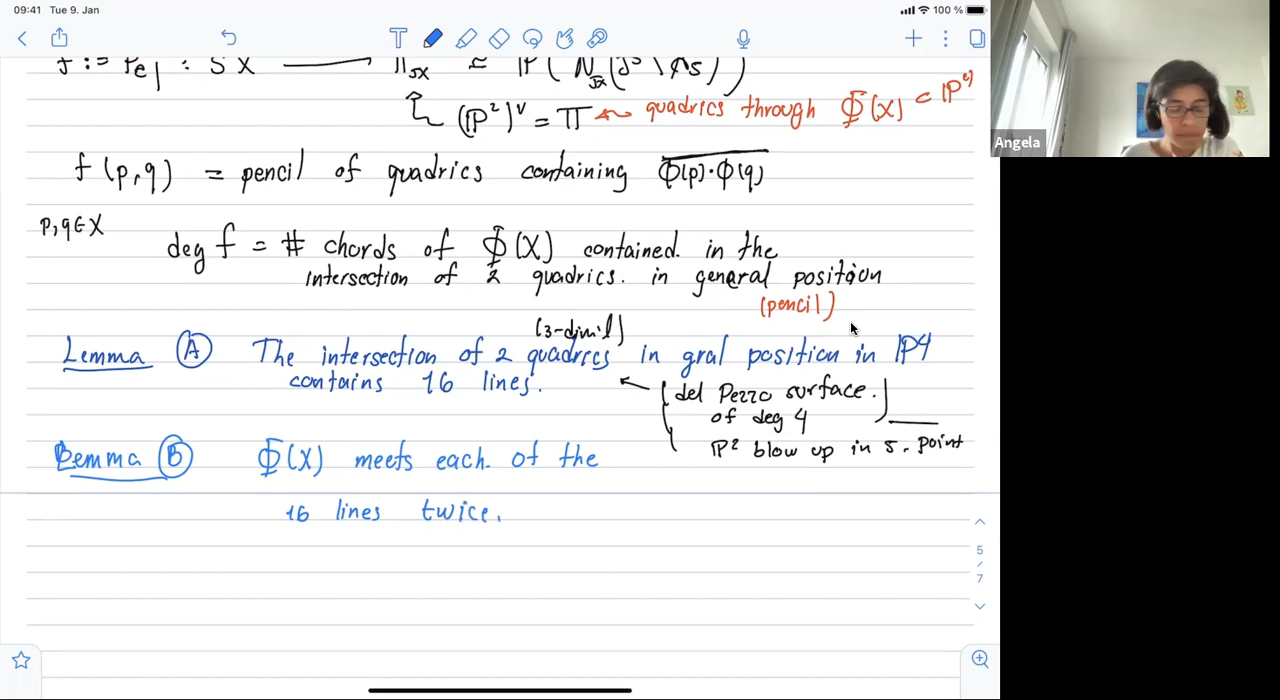 09:41 Tue 9. Jan
100 %
(ℙ²)^∨ = Π ← quadrics through Φ(X) ⊂ ℙ⁴
f(p,q) = pencil of quadrics containing Φ(p)·Φ(q)
p,q∈X
deg f = # chords of Φ(X) contained in the
intersection of 2 quadrics. in general position
(pencil)
(3-dim'l)
Lemma (A) The intersection of 2 quadrics in gral position in ℙ4
contains 16 lines.
del Pezzo surface.
of deg 4
ℙ² blow up in 5. point
Lemma (B) Φ(X) meets each. of the
16 lines twice.
Angela
5
/
7